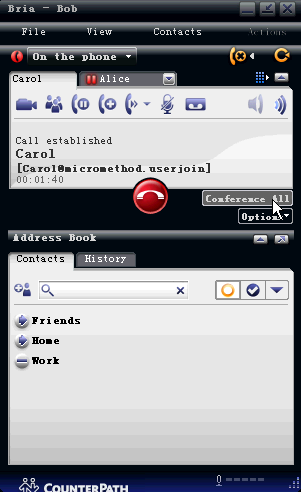 Bria - Bob
File View Contacts Actions
On the phone
Carol Alice
Call established
Carol
[Carol@micromethod.userjoin]
00:01:40
Conference All
Options
Address Book
Contacts History
Friends
Home
Work
COUNTERPATH